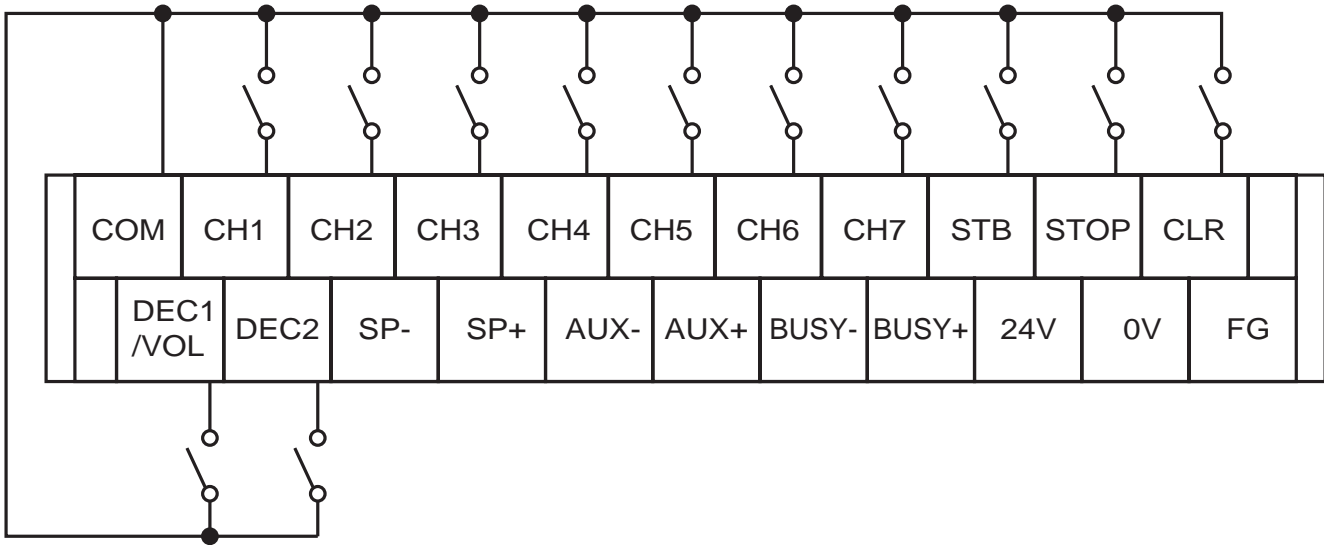 COM CH1 CH2 CH3 CH4 CH5 CH6 CH7 STB STOP CLR
DEC1
/VOL DEC2 SP- SP+ AUX- AUX+ BUSY- BUSY+ 24V 0V FG